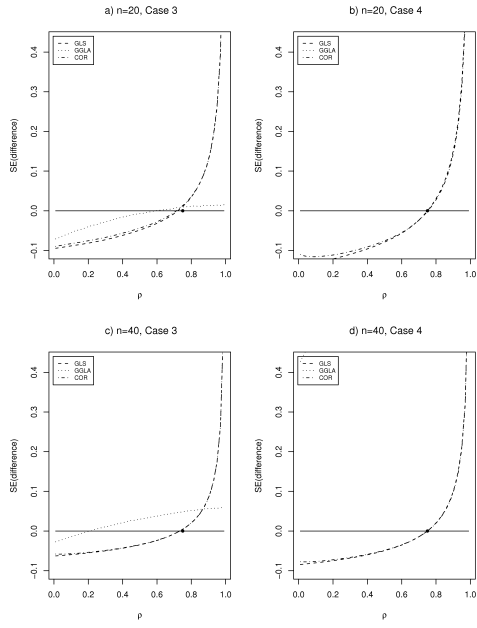 a) n=20, Case 3
GLS
GGLA
COR
SE(difference)
−0.1 0.0 0.1 0.2 0.3 0.4
0.0 0.2 0.4 0.6 0.8 1.0
ρ
b) n=20, Case 4
GLS
GGLA
COR
SE(difference)
−0.1 0.0 0.1 0.2 0.3 0.4
0.0 0.2 0.4 0.6 0.8 1.0
ρ
c) n=40, Case 3
GLS
GGLA
COR
SE(difference)
−0.1 0.0 0.1 0.2 0.3 0.4
0.0 0.2 0.4 0.6 0.8 1.0
ρ
d) n=40, Case 4
GLS
GGLA
COR
SE(difference)
−0.1 0.0 0.1 0.2 0.3 0.4
0.0 0.2 0.4 0.6 0.8 1.0
ρ